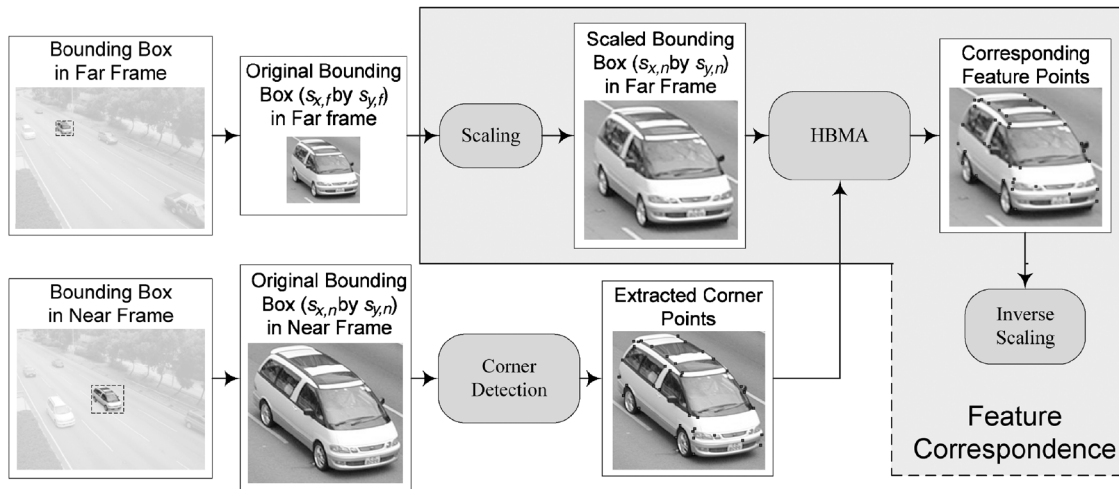 Bounding Box
in Far Frame
Original Bounding
Box (sx,f by sy,f)
in Far frame
Scaling
Scaled Bounding
Box (sx,n by sy,n)
in Far Frame
HBMA
Corresponding
Feature Points
Bounding Box
in Near Frame
Original Bounding
Box (sx,n by sy,n)
in Near Frame
Corner
Detection
Extracted Corner
Points
Inverse
Scaling
Feature
Correspondence